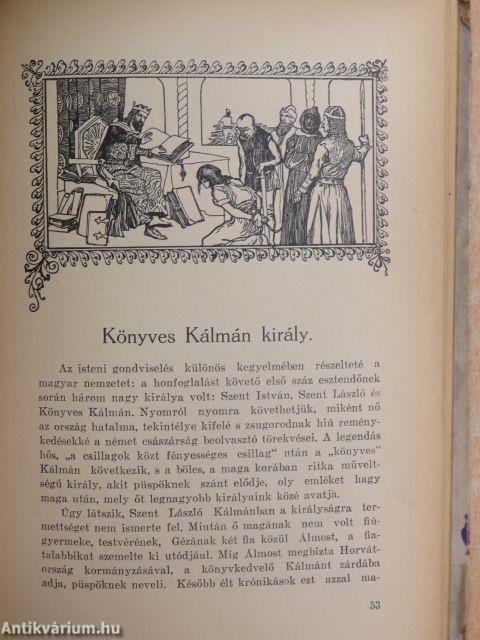 Könyves Kálmán király.
Az isteni gondviselés különös kegyelmében részelteté a
magyar nemzetet: a honfoglalást követő első száz esztendőnek
során három nagy királya volt: Szent István, Szent László és
Könyves Kálmán. Nyomról nyomra követhetjük, miként nő
az ország hatalma, tekintélye kifelé s zsugorodnak hiú remény-
kedésekké a német császárság beolvasztó törekvései. A legendás
hős, „a csillagok közt fényességes csillag" után a „könyves"
Kálmán következik, s a bölcs, a maga korában ritka művelt-
ségű király, akit püspöknek szánt elődje, oly emléket hagy
maga után, mely őt legnagyobb királyaink közé avatja.
Úgy látszik, Szent László Kálmánban a királyságra ter-
mettséget nem ismerte fel. Miután ő magának nem volt fiú-
gyermeke, testvérének, Gézának két fia közül Álmost, a fia-
talabbikat szemelte ki utódjául. Míg Álmost megbízta Horvát-
ország kormányzásával, a könyvkedvelő Kálmánt zárdába
adja, püspöknek neveli. Később élt krónikások ezt azzal ma-
53
Antikvárium.hu